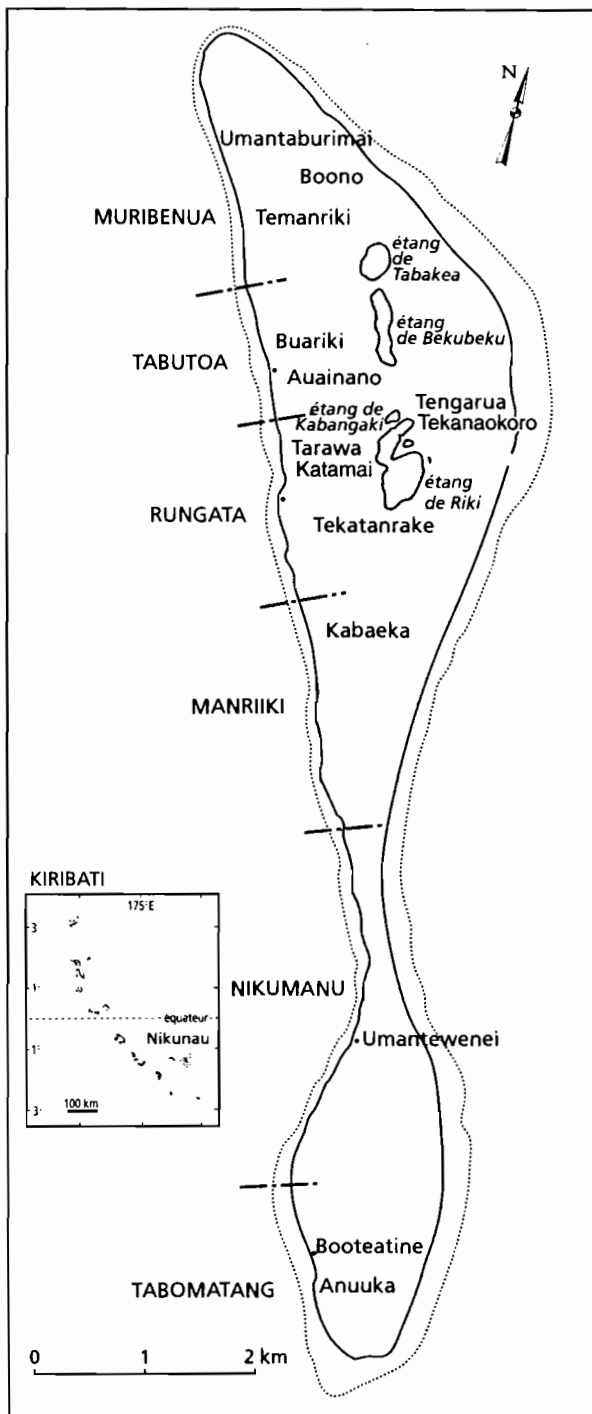 N
Umantaburimai
Boono
MURIBENUA
Temanriki
étang
de
Tabakea
étang
de Bekubeku
Buariki
TABUTOA
Auainano
étang de
Kabangaki
Tengarua
Tekanaokoro
Tarawa
Katamai
étang
de Riki
RUNGATA
Tekatanrake
Kabaeka
MANRIIKI
KIRIBATI
175°E
3°
1°
équateur
Nikunau
1°
3°
100 km
NIKUMANU
Umantewenei
Booteatine
TABOMATANG
Anuuka
0 1 2 km